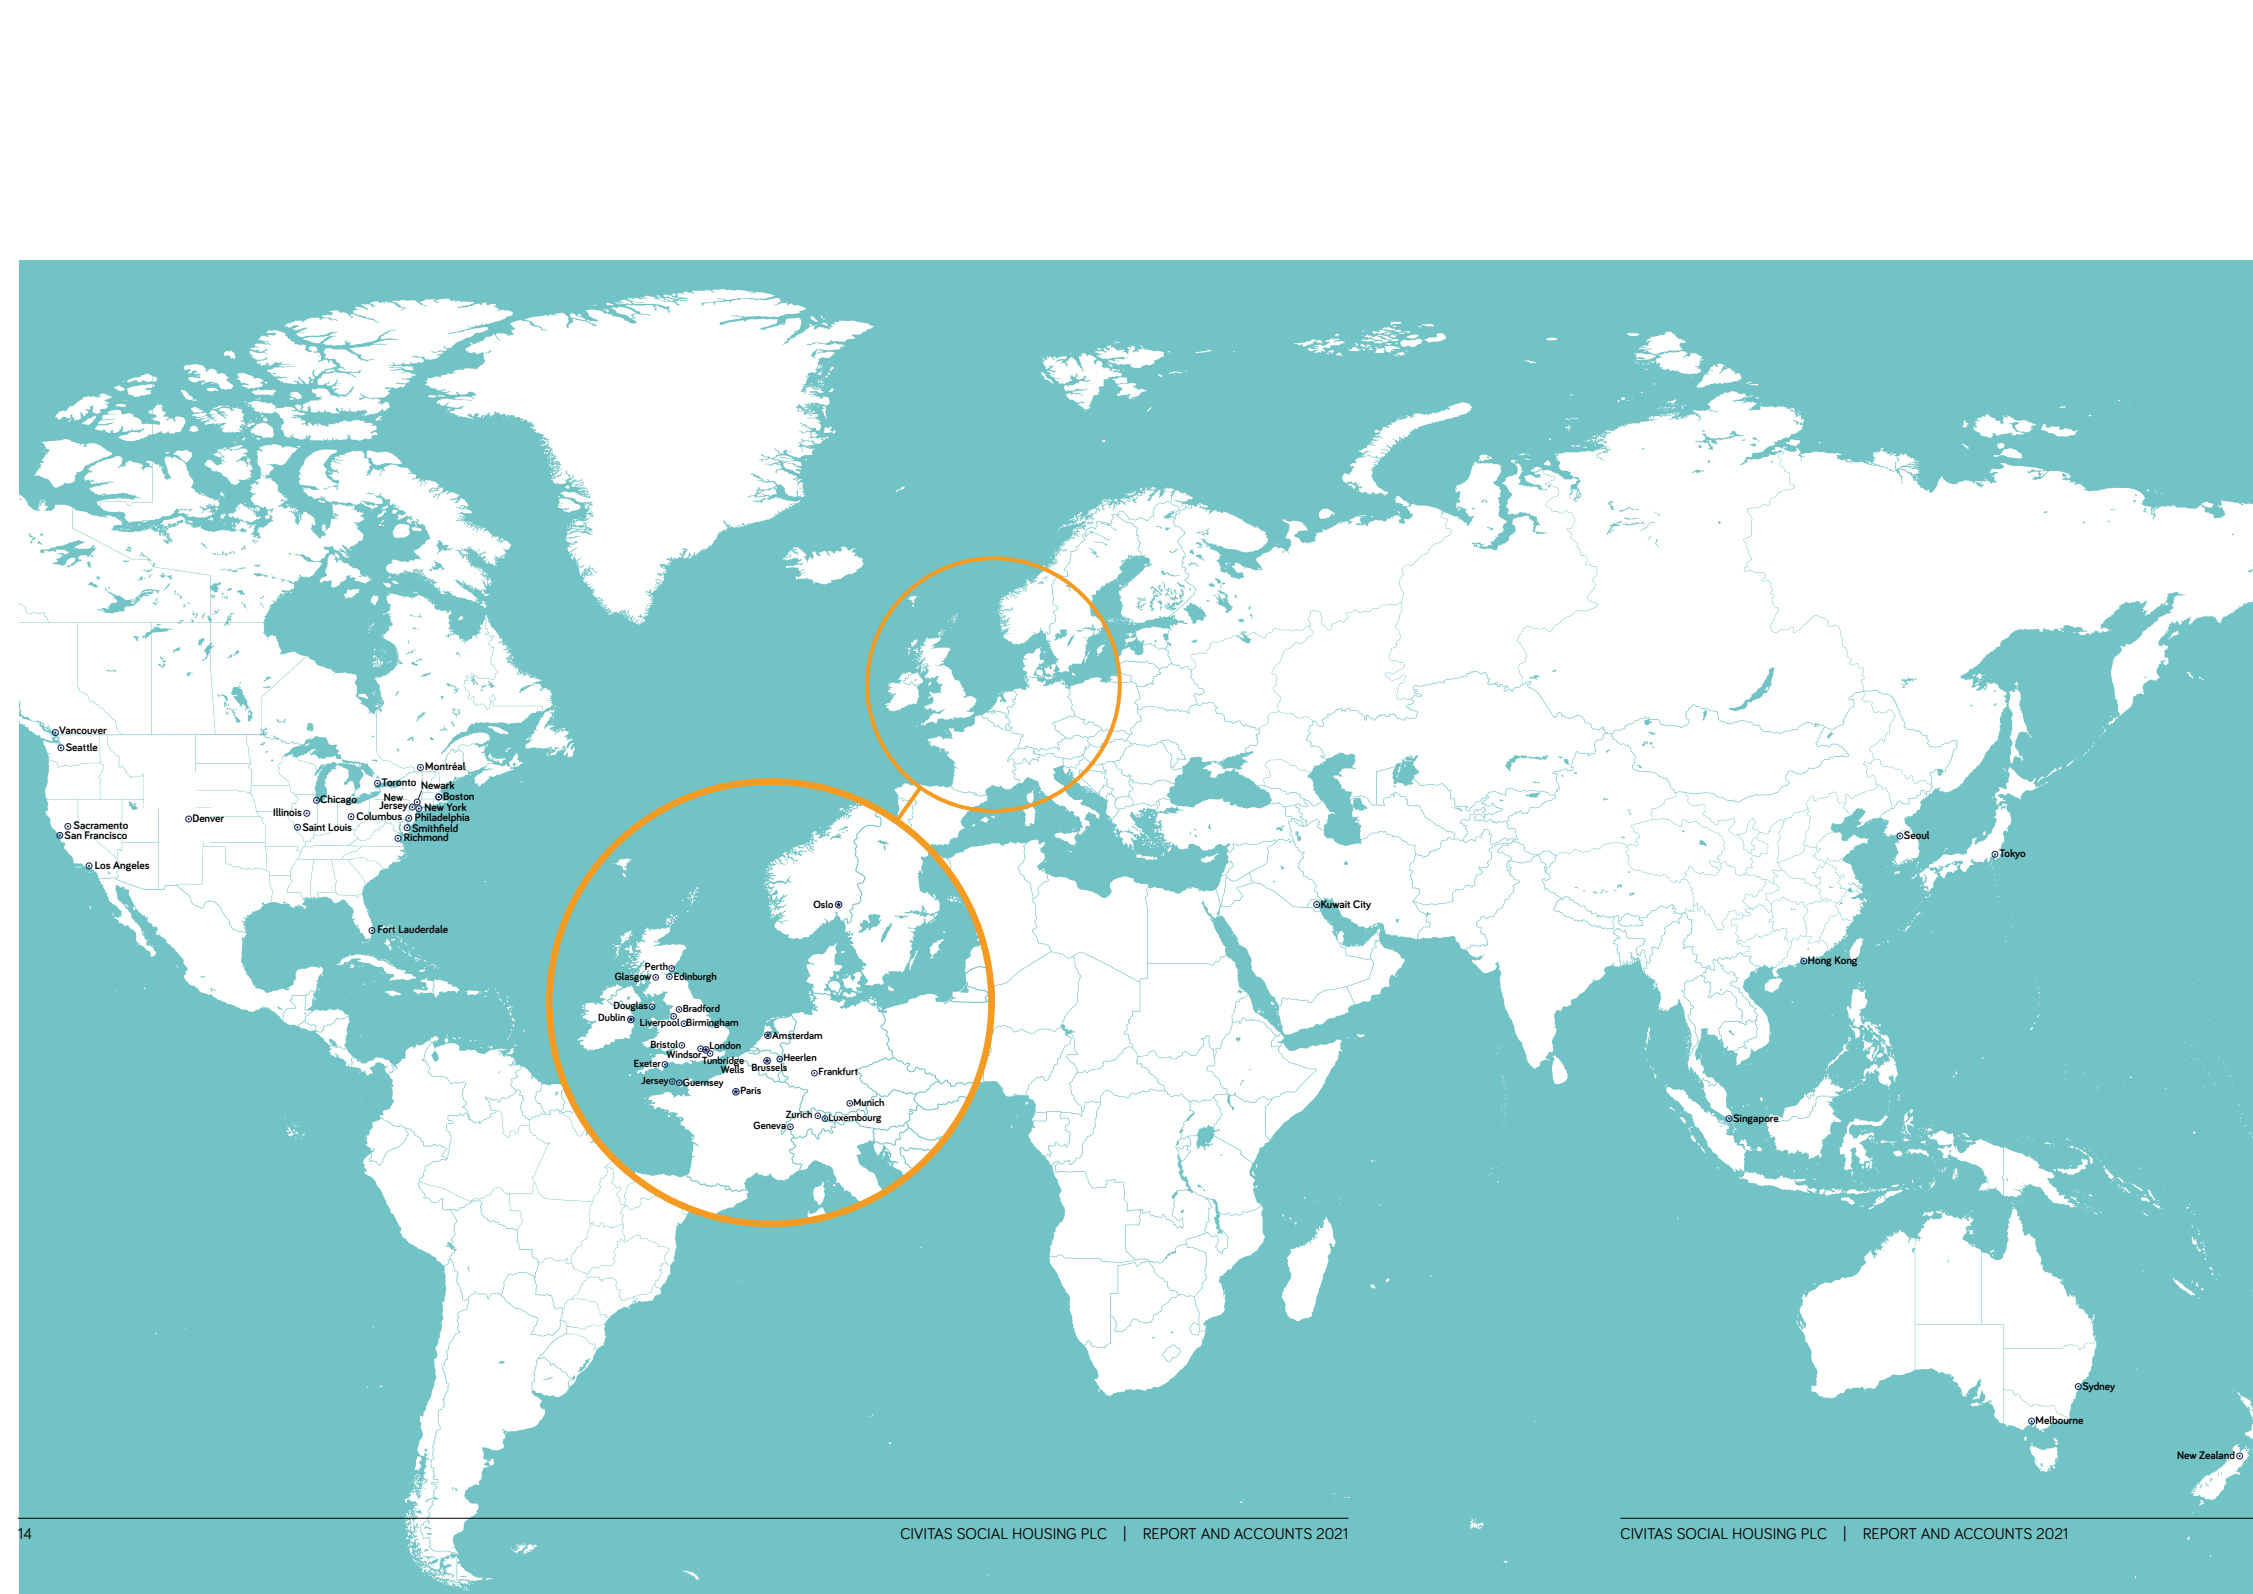 Vancouver
Seattle
Montréal
Toronto
Newark
Boston
New
Jersey
New York
Chicago
Illinois
Columbus
Philadelphia
Denver
Saint Louis
Smithfield
Richmond
Sacramento
San Francisco
Los Angeles
Fort Lauderdale
Oslo
Perth
Glasgow
Edinburgh
Douglas
Bradford
Dublin
Liverpool
Birmingham
Amsterdam
Bristol
London
Windsor
Tunbridge
Wells
Heerlen
Brussels
Exeter
Frankfurt
Jersey
Guernsey
Paris
Munich
Zurich
Luxembourg
Geneva
Seoul
Tokyo
Kuwait City
Hong Kong
Singapore
Sydney
Melbourne
New Zealand
14
CIVITAS SOCIAL HOUSING PLC | REPORT AND ACCOUNTS 2021
CIVITAS SOCIAL HOUSING PLC | REPORT AND ACCOUNTS 2021